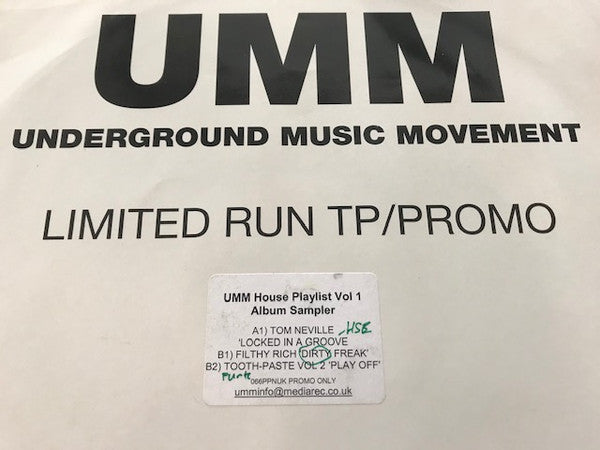 UMM
UNDERGROUND MUSIC MOVEMENT
LIMITED RUN TP/PROMO
UMM House Playlist Vol 1
Album Sampler
A1) TOM NEVILLE -HSE
'LOCKED IN A GROOVE
B1) FILTHY RICH 'DIRTY FREAK'
B2) TOOTH-PASTE VOL 2 'PLAY OFF'
Funk
066PPNUK PROMO ONLY
umminfo@mediarec.co.uk